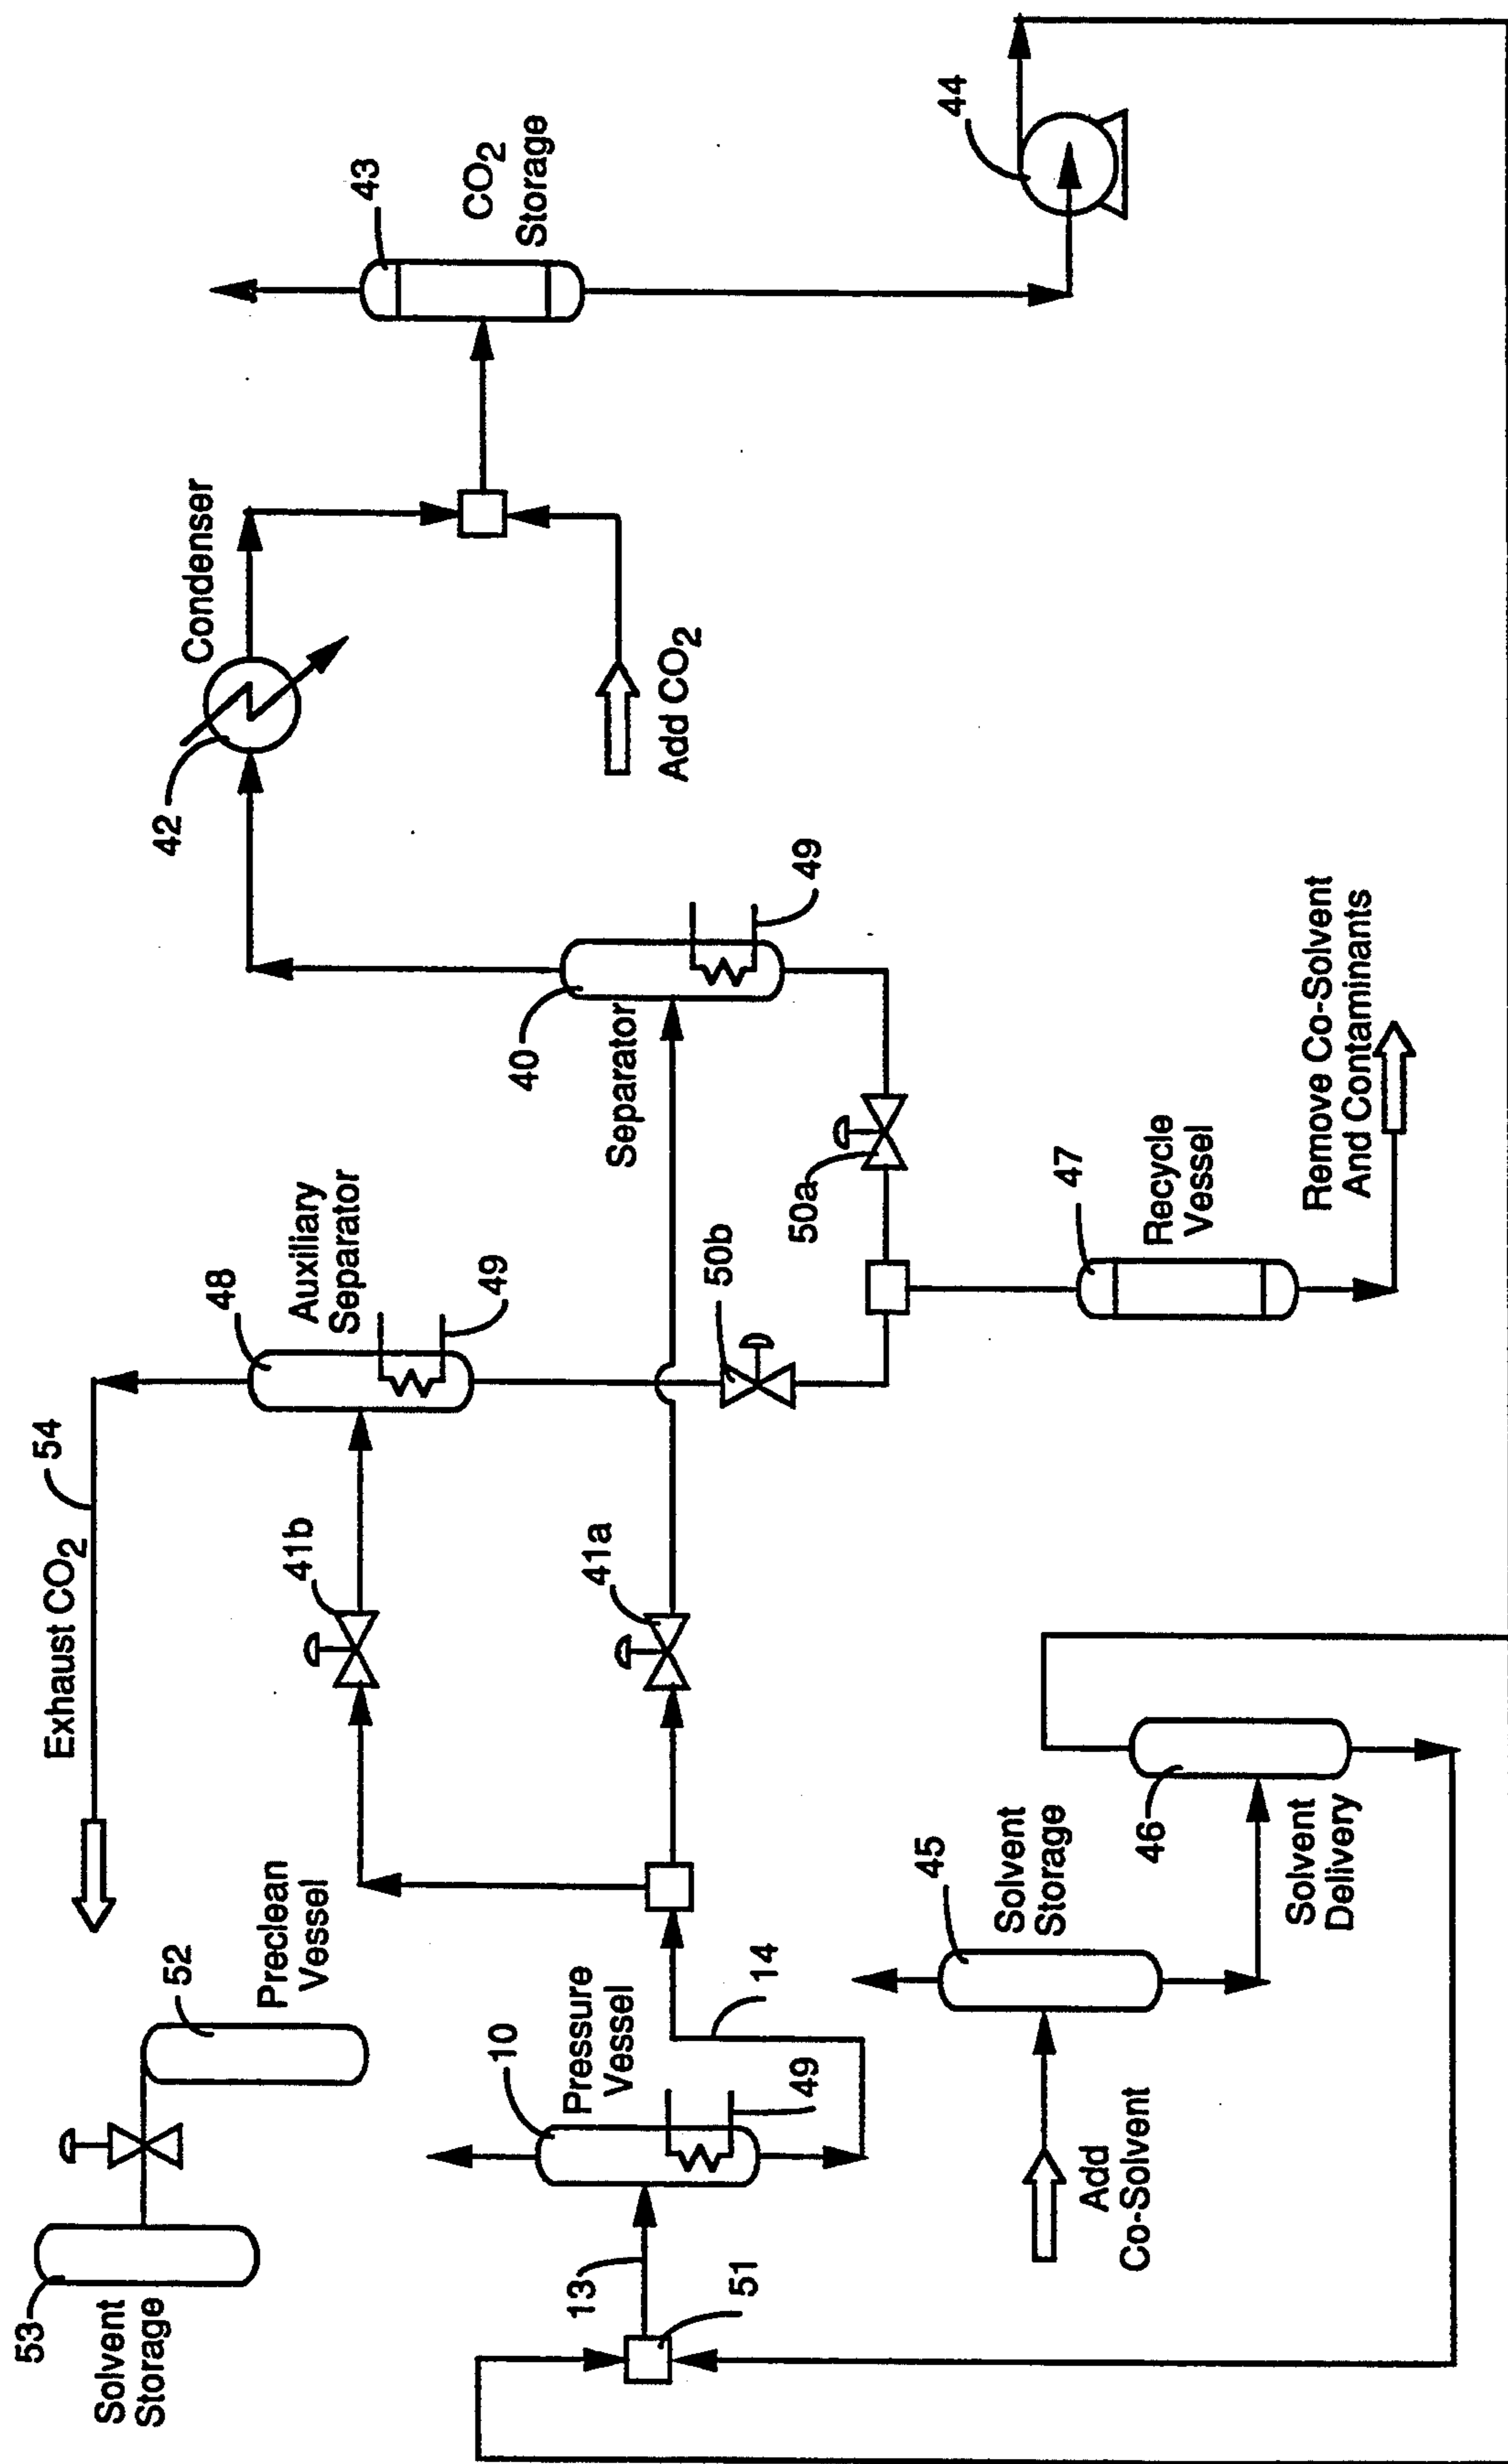 53
Solvent
Storage
52
Preclean
Vessel
Exhaust CO2
54
48
Auxiliary
Separator
49
41b
42
Condenser
43
CO2
Storage
10
Pressure
Vessel
49
13
51
14
41a
50b
40
Separator
49
50a
Add CO2
44
Add
Co-Solvent
45
Solvent
Storage
46
Solvent
Delivery
47
Recycle
Vessel
Remove Co-Solvent
And Contaminants